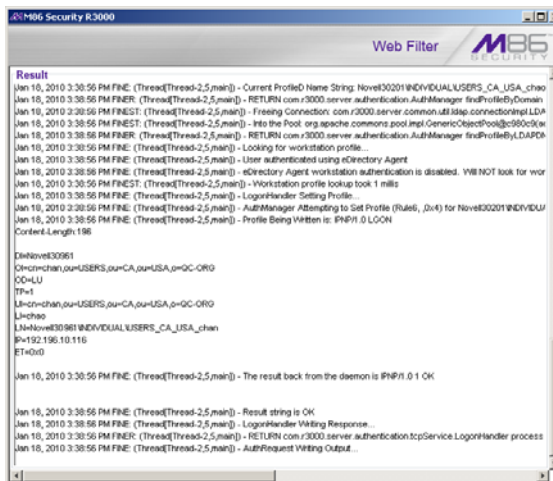 M86 Security R3000
Web Filter
M86
SECURITY
Result
Jan 18, 2010 3:38:56 PM FINE: (Thread[Thread-2,5,main]) - Current ProfileD Name String: Novell30201\INDIVIDUAL\USERS_CA_USA_chao
Jan 18, 2010 3:38:56 PM FINER: (Thread[Thread-2,5,main]) - RETURN com.r3000.server.authentication.AuthManager findProfileByDomain
Jan 18, 2010 3:38:56 PM FINEST: (Thread[Thread-2,5,main]) - Freeing Connection: com.r3000.server.common.util.ldap.connectionImpl.LDA
Jan 18, 2010 3:38:56 PM FINEST: (Thread[Thread-2,5,main]) - Into the Pool: org.apache.commons.pool.impl.GenericObjectPool@c980c9(
Jan 18, 2010 3:38:56 PM FINER: (Thread[Thread-2,5,main]) - RETURN com.r3000.server.authentication.AuthManager findProfileByLDAPDN
Jan 18, 2010 3:38:56 PM FINE: (Thread[Thread-2,5,main]) - Looking for workstation profile...
Jan 18, 2010 3:38:56 PM FINE: (Thread[Thread-2,5,main]) - User authenticated using eDirectory Agent
Jan 18, 2010 3:38:56 PM FINE: (Thread[Thread-2,5,main]) - eDirectory Agent workstation authentication is disabled. Will NOT look for wor
Jan 18, 2010 3:38:56 PM FINEST: (Thread[Thread-2,5,main]) - Workstation profile lookup took 1 millis
Jan 18, 2010 3:38:56 PM FINE: (Thread[Thread-2,5,main]) - LogonHandler Setting Profile...
Jan 18, 2010 3:38:56 PM FINE: (Thread[Thread-2,5,main]) - AuthManager Attempting to Set Profile (Rule6, ,0x4) for Novell30201\INDIVIDU
Jan 18, 2010 3:38:56 PM FINE: (Thread[Thread-2,5,main]) - Profile Being Written is: IPNP/1.0 LOGN
Content-Length:196
DI=Novell30961
OI=cn=chan,ou=USERS,ou=CA,ou=USA,o=QC-ORG
OD=LU
TP=1
UI=cn=chan,ou=USERS,ou=CA,ou=USA,o=QC-ORG
LI=chao
LN=Novell30961\INDIVIDUAL\USERS_CA_USA_chan
IP=192.196.10.116
ET=0x0
Jan 18, 2010 3:38:56 PM FINE: (Thread[Thread-2,5,main]) - The result back from the daemon is IPNP/1.0 1 OK
Jan 18, 2010 3:38:56 PM FINE: (Thread[Thread-2,5,main]) - Result string is OK
Jan 18, 2010 3:38:56 PM FINE: (Thread[Thread-2,5,main]) - LogonHandler Writing Response...
Jan 18, 2010 3:38:56 PM FINER: (Thread[Thread-2,5,main]) - RETURN com.r3000.server.authentication.tcpService.LogonHandler process
Jan 18, 2010 3:38:56 PM FINE: (Thread[Thread-2,5,main]) - AuthRequest Writing Output...